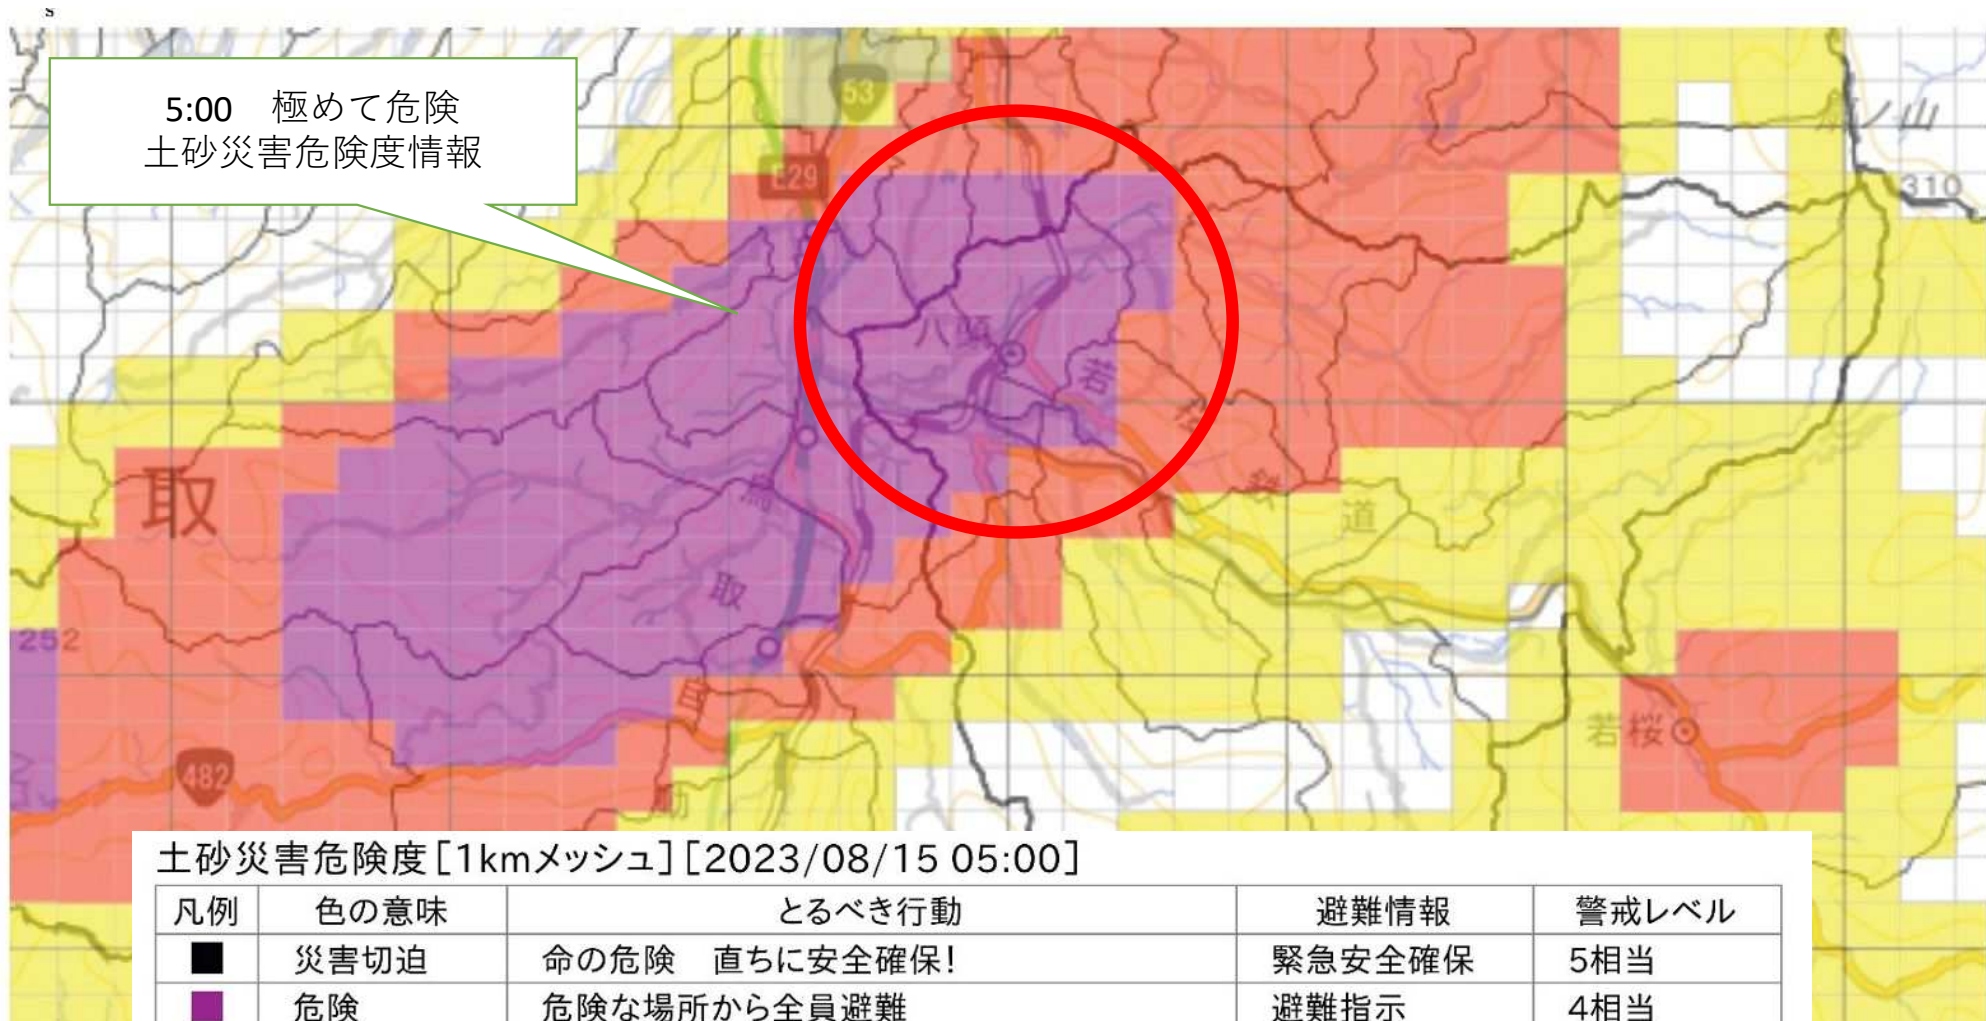 s
5:00　極めて危険
土砂災害危険度情報
53
E29
310
八頭
若
鉄
道
取
鳥
取
252
自
482
動
若桜
土砂災害危険度[1kmメッシュ][2023/08/15 05:00]
凡例 色の意味 とるべき行動 避難情報 警戒レベル
■ 災害切迫 命の危険　直ちに安全確保! 緊急安全確保 5相当
■ 危険 危険な場所から全員避難 避難指示 4相当